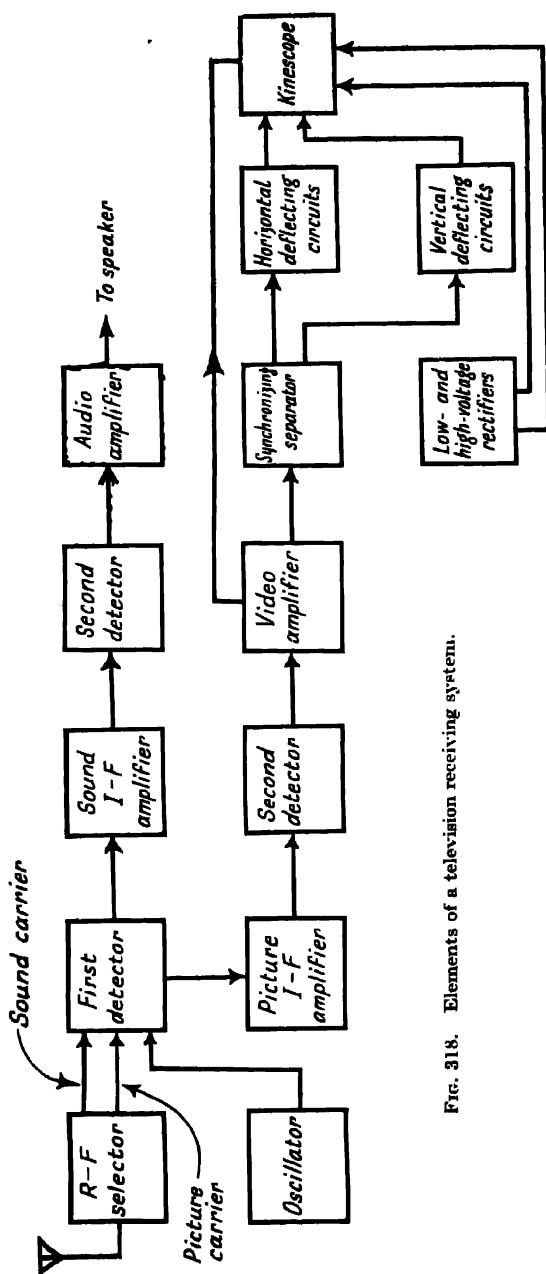 Sound carrier
R-F
selector
First
detector
Sound
I-F
amplifier
Second
detector
Audio
amplifier
To speaker
Picture
carrier
Oscillator
Picture
I-F
amplifier
Second
detector
Video
amplifier
Synchronizing
separator
Horizontal
deflecting
circuits
Kinescope
Vertical
deflecting
circuits
Low- and
high-voltage
rectifiers
FIG. 318. Elements of a television receiving system.